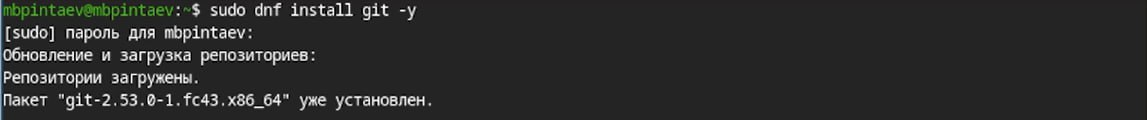 mbpintaev@mbpintaev:~$ sudo dnf install git -y
[sudo] пароль для mbpintaev:
Обновление и загрузка репозиториев:
Репозитории загружены.
Пакет "git-2.53.0-1.fc43.x86_64" уже установлен.